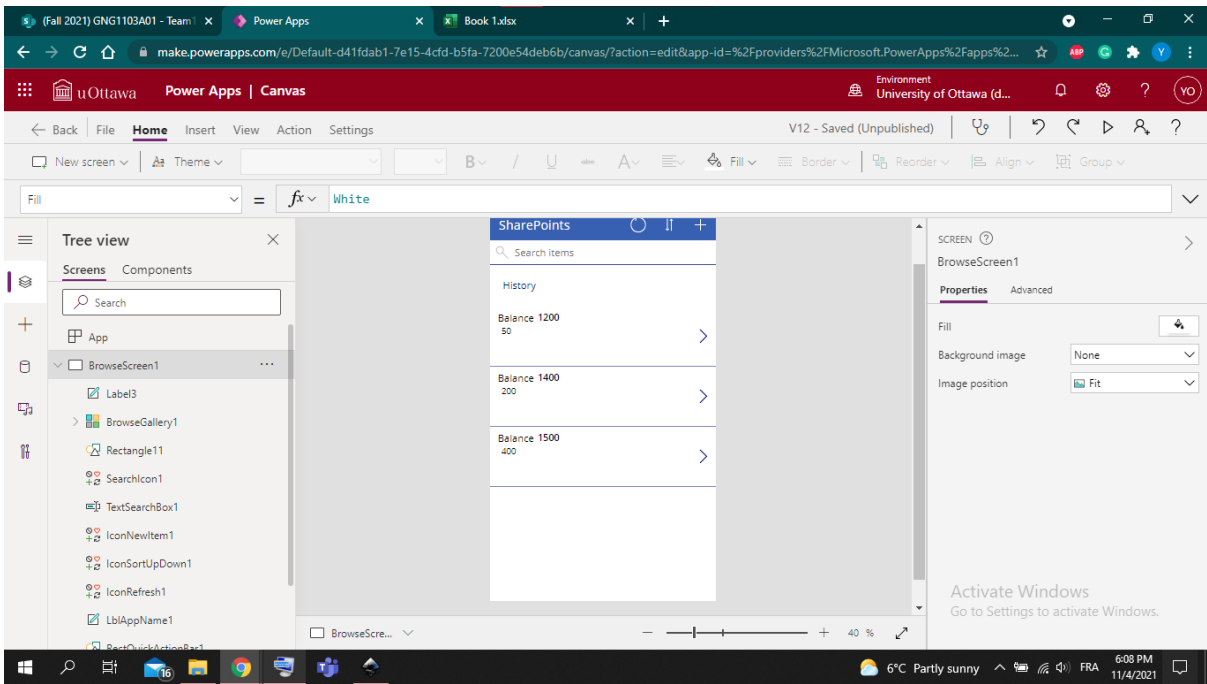 (Fall 2021) GNG1103A01 - Team1
Power Apps
Book 1.xlsx
make.powerapps.com/e/Default-d41fdab1-7e15-4cfd-b5fa-7200e54deb6b/canvas/?action=edit&app-id=%2Fproviders%2FMicrosoft.PowerApps%2Fapps%2...
ABP
G
Y
uOttawa
Power Apps | Canvas
Environment
University of Ottawa (d...
YO
Back
File
Home
Insert
View
Action
Settings
V12 - Saved (Unpublished)
New screen
Theme
B
/
U
abc
A
Fill
Border
Reorder
Align
Group
Fill
=
fx
White
Tree view
Screens
Components
Search
App
BrowseScreen1
Label3
BrowseGallery1
Rectangle11
SearchIcon1
TextSearchBox1
IconNewItem1
IconSortUpDown1
IconRefresh1
LblAppName1
RectQuickActionBar1
SharePoints
Search items
History
Balance 1200
50
Balance 1400
200
Balance 1500
400
BrowseScre...
40 %
SCREEN
BrowseScreen1
Properties
Advanced
Fill
Background image
None
Image position
Fit
Activate Windows
Go to Settings to activate Windows.
16
6°C Partly sunny
FRA
6:08 PM
11/4/2021